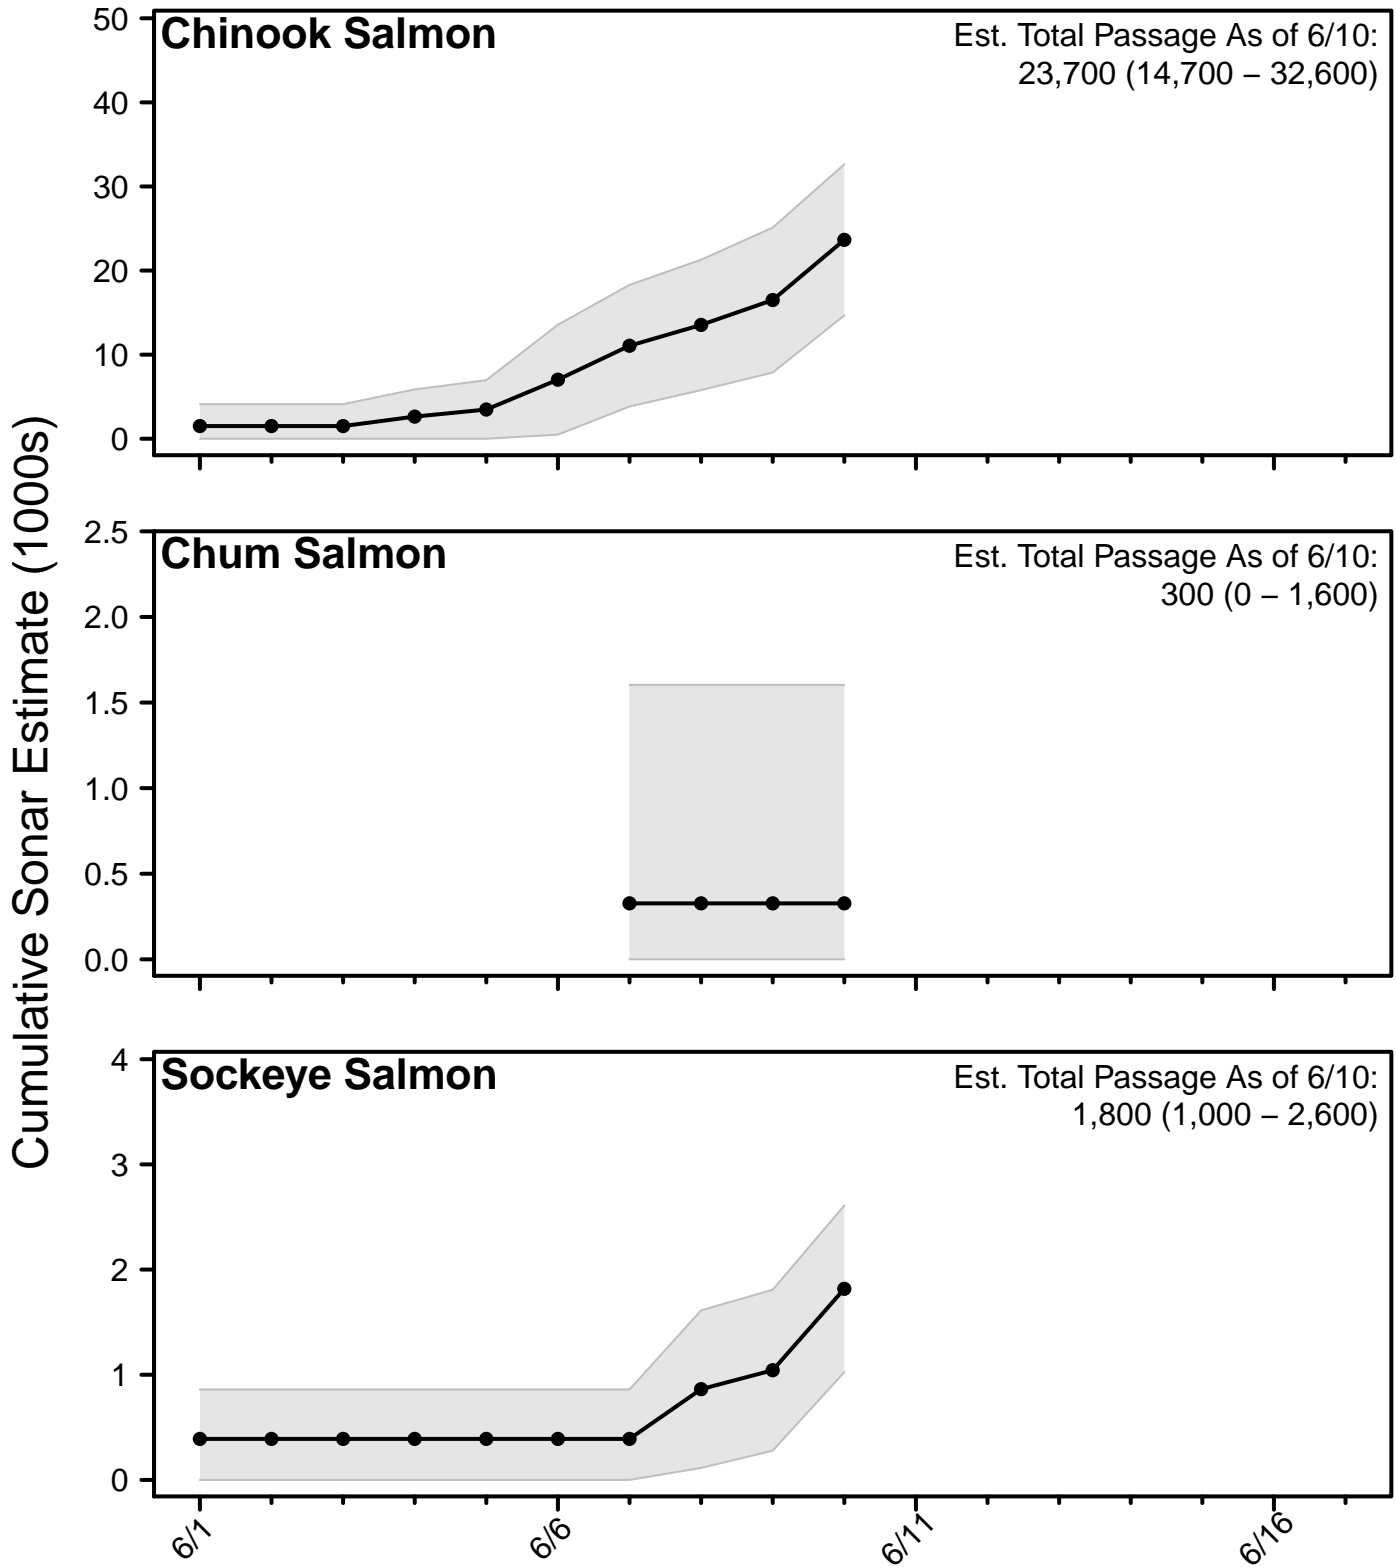 Cumulative Sonar Estimate (1000s)
Chinook Salmon
Est. Total Passage As of 6/10:
23,700 (14,700 – 32,600)
50
40
30
20
10
0
Chum Salmon
Est. Total Passage As of 6/10:
300 (0 – 1,600)
2.5
2.0
1.5
1.0
0.5
0.0
Sockeye Salmon
Est. Total Passage As of 6/10:
1,800 (1,000 – 2,600)
4
3
2
1
0
6/1
6/6
6/11
6/16